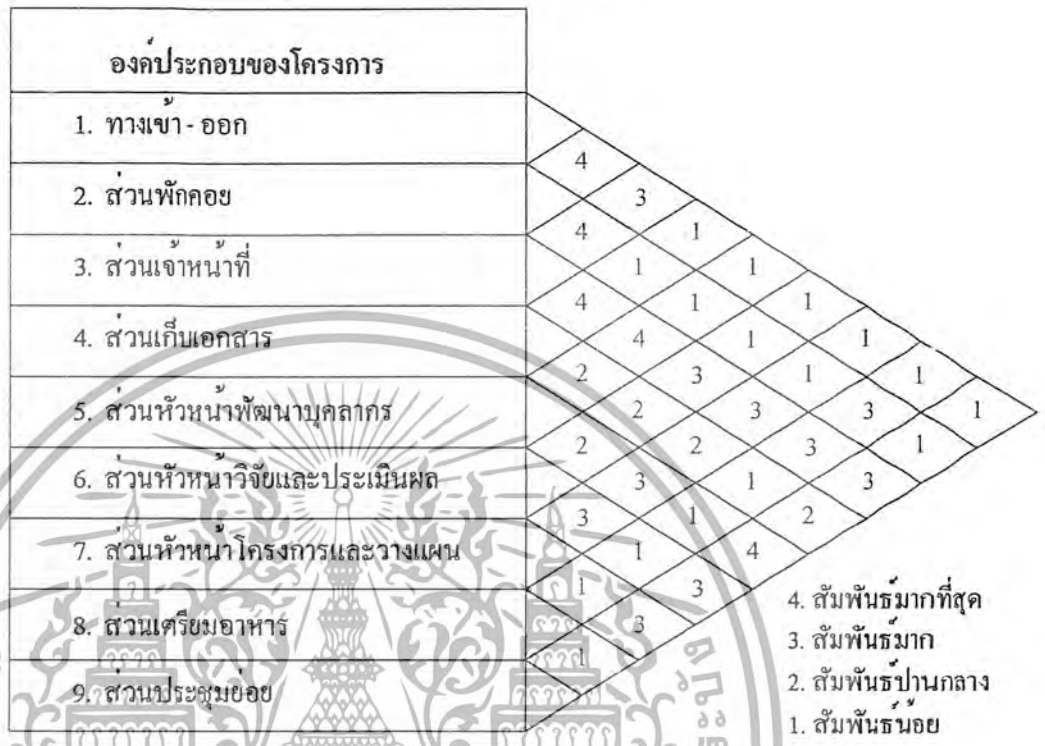 องค์ประกอบของโครงการ
1. ทางเข้า - ออก
4
2. ส่วนพักคอย
3
4 1
3. ส่วนเจ้าหน้าที่
1 1
4 1 1
4. ส่วนเก็บเอกสาร
4 1 1
2 3 1 1
5. ส่วนหัวหน้าพัฒนาบุคลากร
2 3 3 1
2 2 3 1
6. ส่วนหัวหน้าวิจัยและประเมินผล
3 1 3
3 1 2
7. ส่วนหัวหน้าโครงการและวางแผน
1 4
1 3
8. ส่วนเตรียมอาหาร
3
1
9. ส่วนประชุมย่อย
4. สัมพันธ์มากที่สุด
3. สัมพันธ์มาก
2. สัมพันธ์ปานกลาง
1. สัมพันธ์น้อย